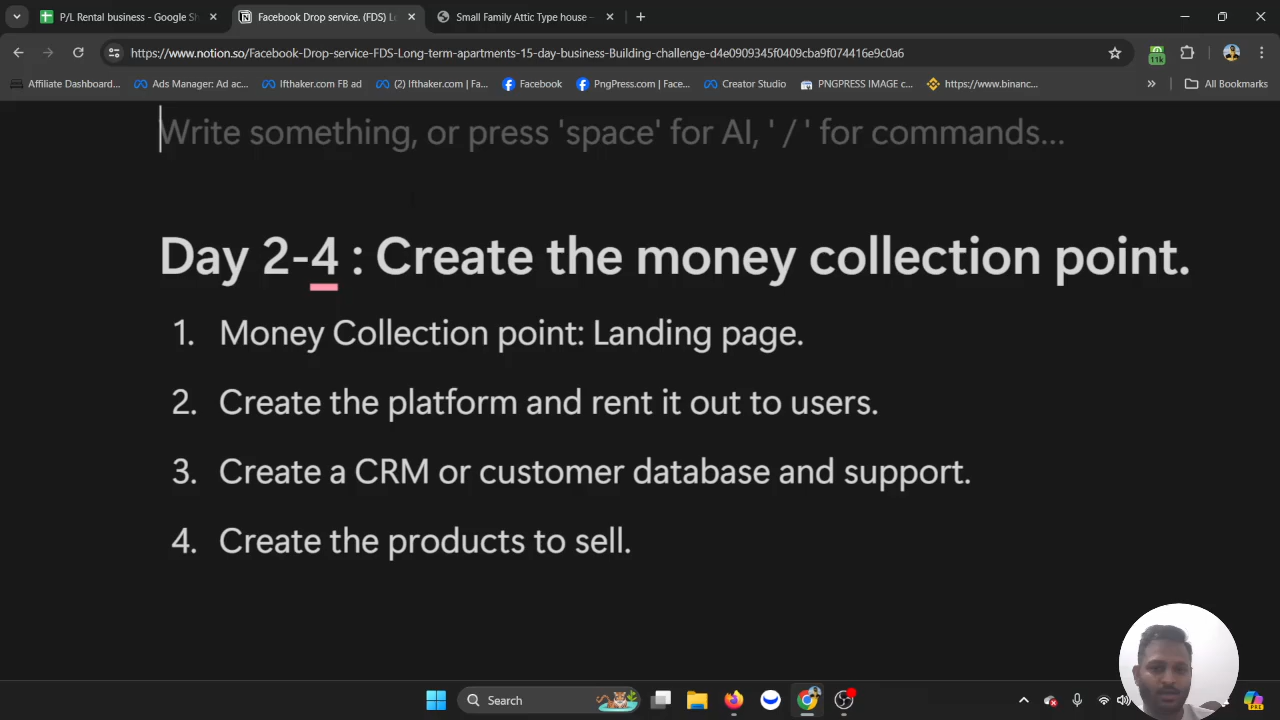 P/L Rental business - Google Sh
Facebook Drop service. (FDS) Lo
Small Family Attic Type house –
https://www.notion.so/Facebook-Drop-service-FDS-Long-term-apartments-15-day-business-Building-challenge-d4e0909345f0409cba9f074416e9c0a6
11k
Affiliate Dashboard...
Ads Manager: Ad ac...
Ifthaker.com FB ad
(2) Ifthaker.com | Fa...
Facebook
PngPress.com | Face...
Creator Studio
PNGPRESS IMAGE c...
https://www.binanc...
All Bookmarks
Write something, or press 'space' for AI, ' / ' for commands...
Day 2-4 : Create the money collection point.
1. Money Collection point: Landing page.
2. Create the platform and rent it out to users.
3. Create a CRM or customer database and support.
4. Create the products to sell.
Search
PRE